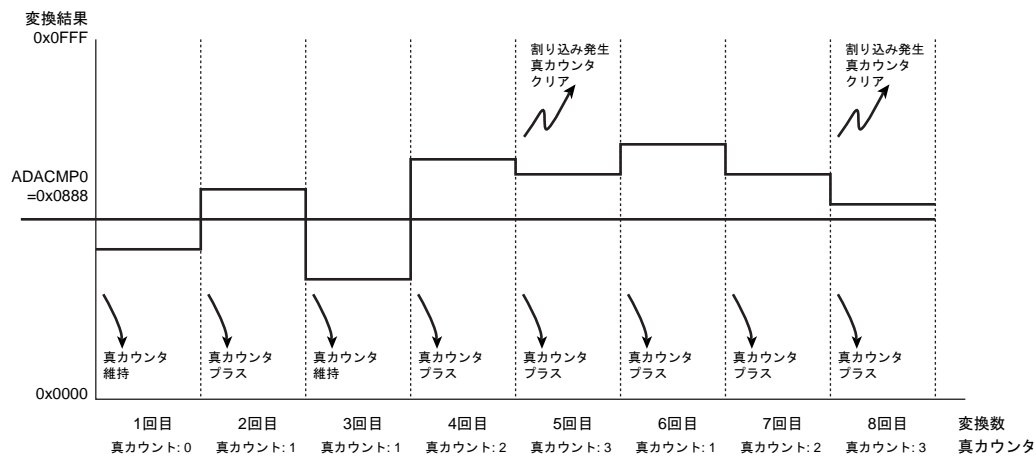 変換結果
0x0FFF
割り込み発生
真カウンタ
クリア
割り込み発生
真カウンタ
クリア
ADACMP0
=0x0888
真カウンタ
維持
真カウンタ
プラス
真カウンタ
維持
真カウンタ
プラス
真カウンタ
プラス
真カウンタ
プラス
真カウンタ
プラス
真カウンタ
プラス
0x0000
1回目 2回目 3回目 4回目 5回目 6回目 7回目 8回目 変換数
真カウント: 0 真カウント: 1 真カウント: 1 真カウント: 2 真カウント: 3 真カウント: 1 真カウント: 2 真カウント: 3 真カウンタ